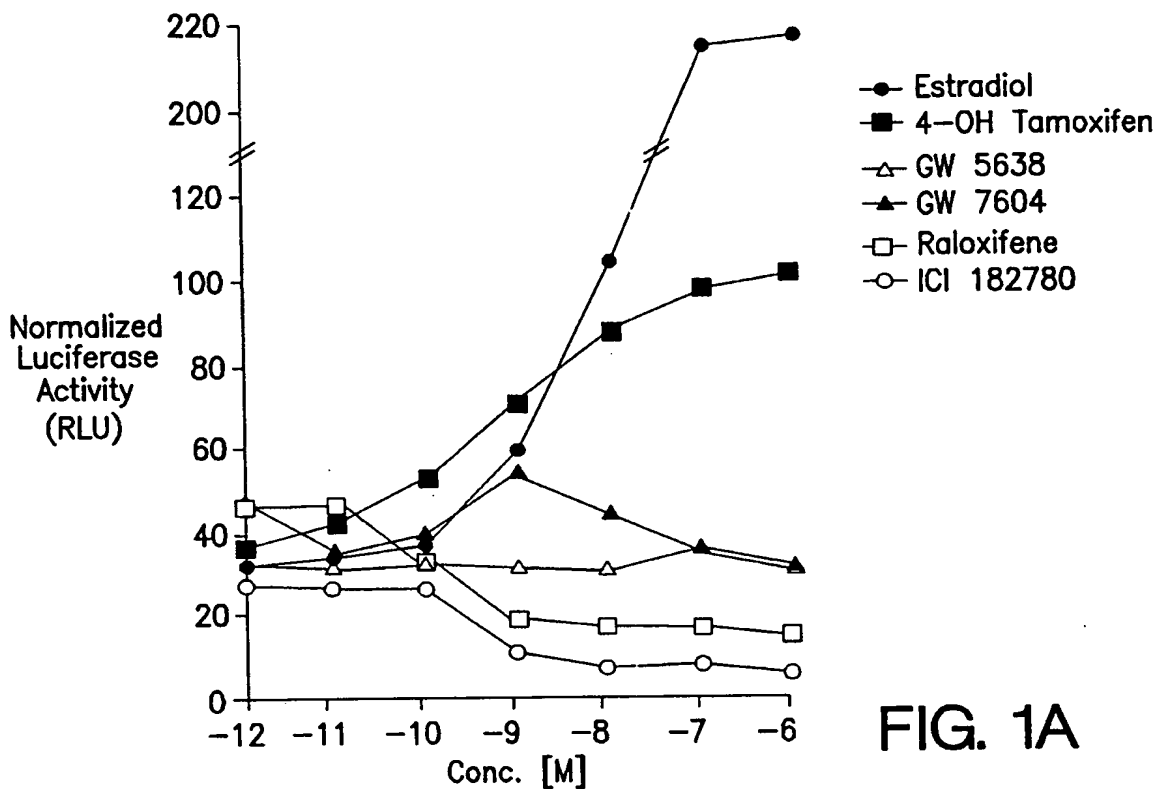 220
200
120
100
80
60
40
20
0
Normalized
Luciferase
Activity
(RLU)
-12 -11 -10 -9 -8 -7 -6
Conc. [M]
Estradiol
4-OH Tamoxifen
GW 5638
GW 7604
Raloxifene
ICI 182780
FIG. 1A